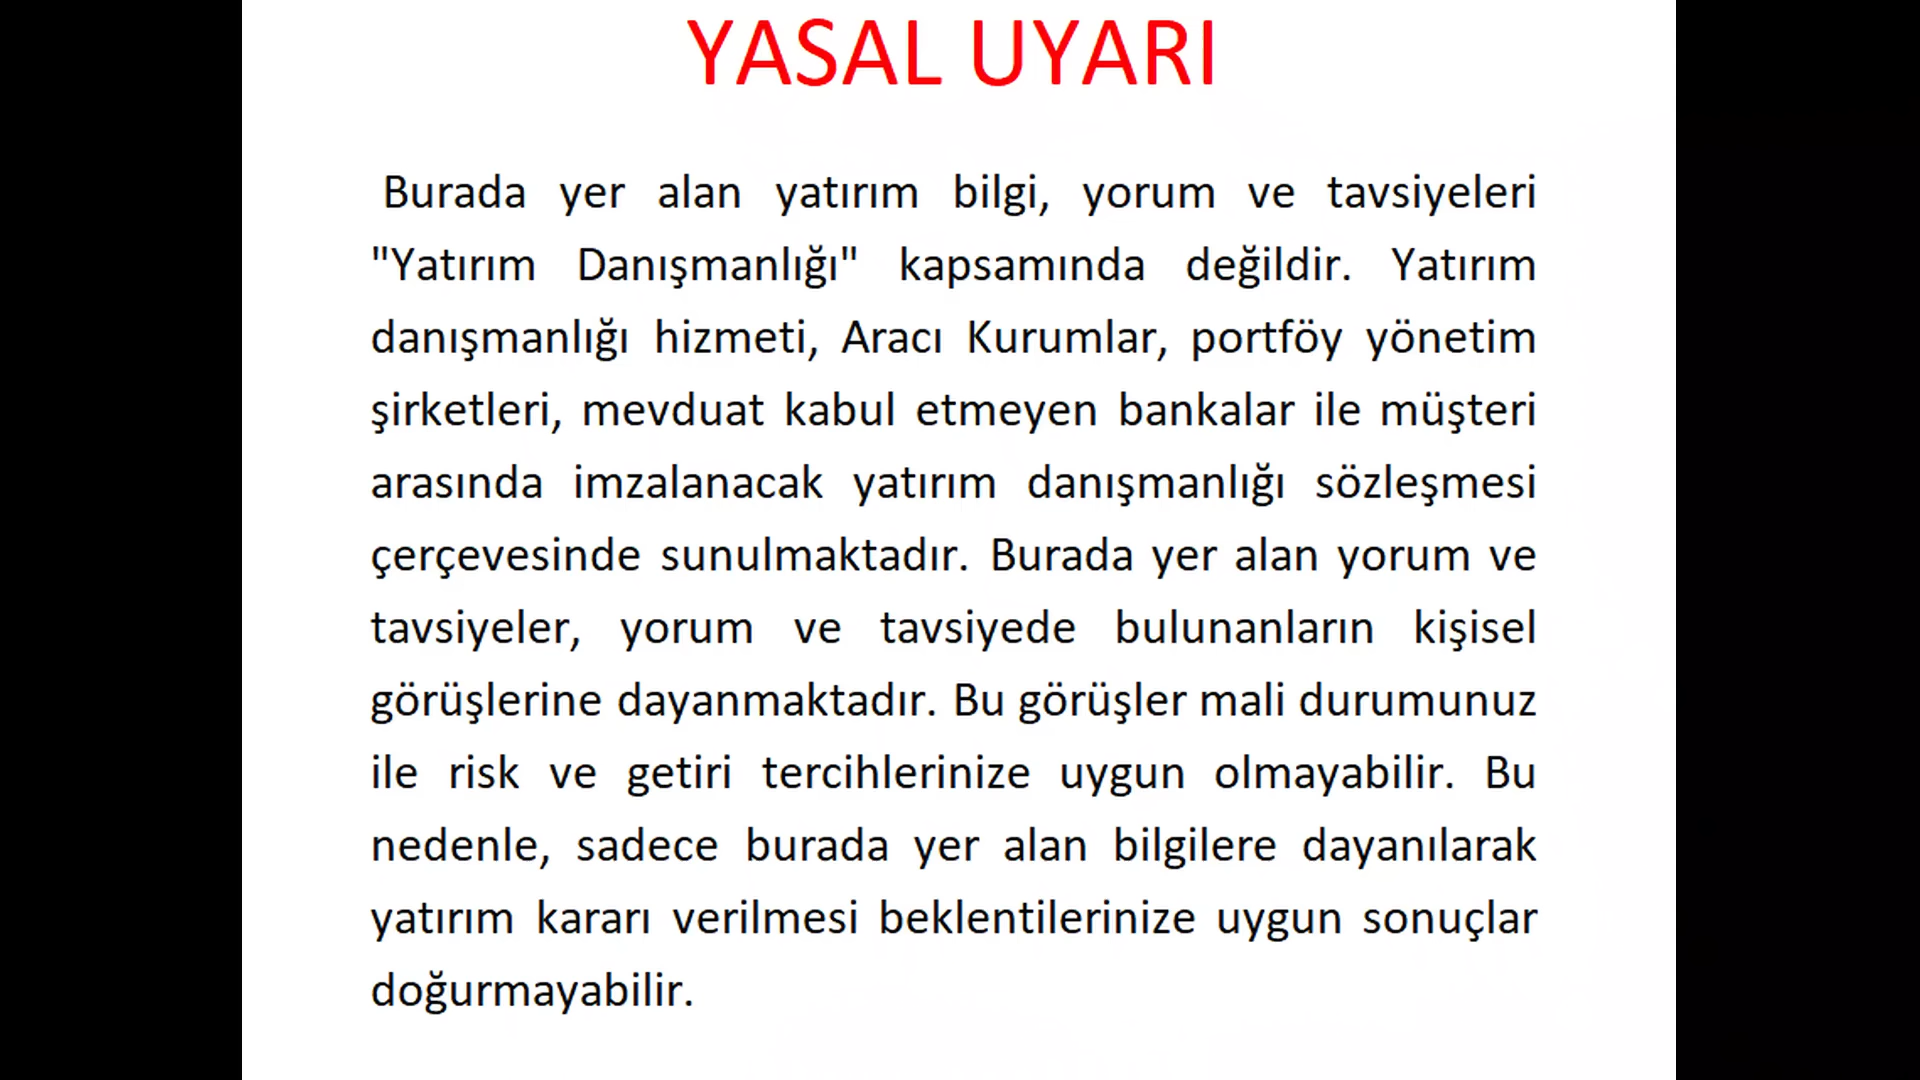 YASAL UYARI
Burada yer alan yatırım bilgi, yorum ve tavsiyeleri
"Yatırım Danışmanlığı" kapsamında değildir. Yatırım
danışmanlığı hizmeti, Aracı Kurumlar, portföy yönetim
şirketleri, mevduat kabul etmeyen bankalar ile müşteri
arasında imzalanacak yatırım danışmanlığı sözleşmesi
çerçevesinde sunulmaktadır. Burada yer alan yorum ve
tavsiyeler, yorum ve tavsiyede bulunanların kişisel
görüşlerine dayanmaktadır. Bu görüşler mali durumunuz
ile risk ve getiri tercihlerinize uygun olmayabilir. Bu
nedenle, sadece burada yer alan bilgilere dayanılarak
yatırım kararı verilmesi beklentilerinize uygun sonuçlar
doğurmayabilir.